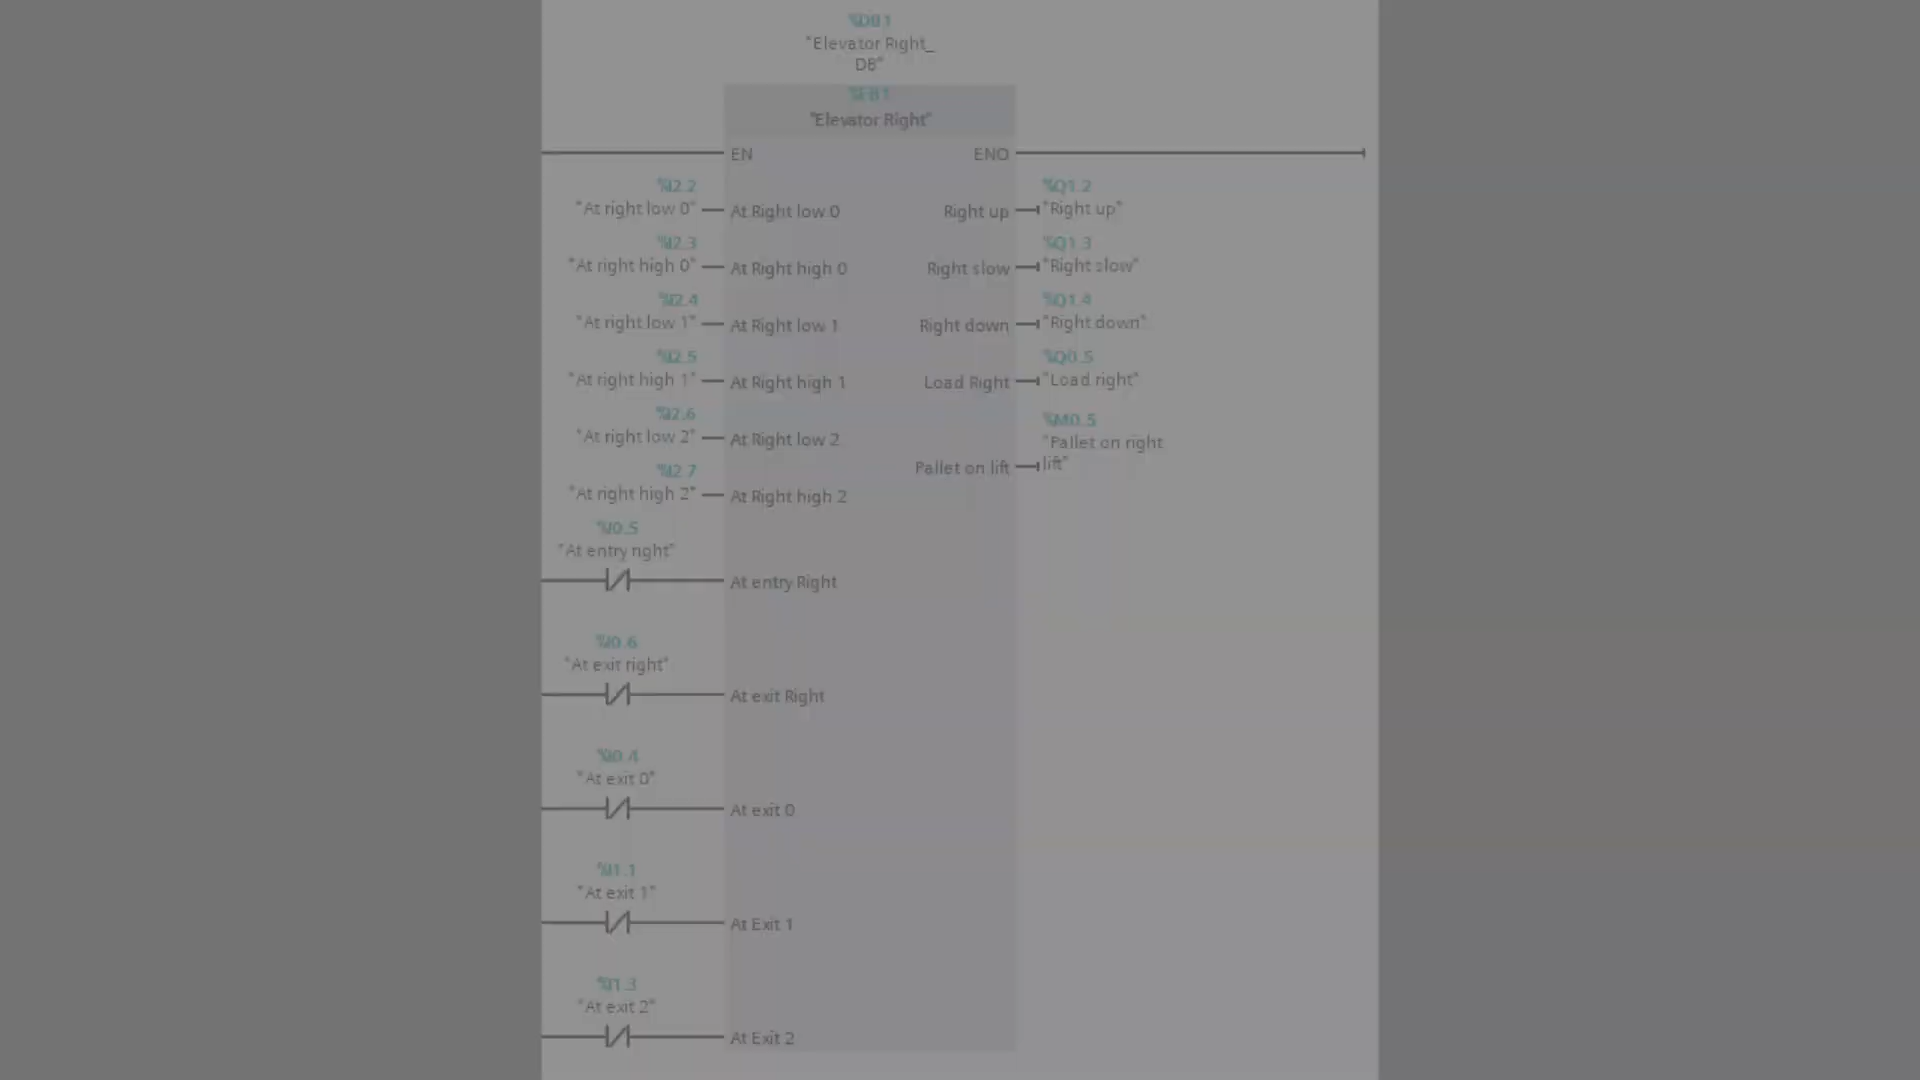 %DB1
"Elevator Right_
DB"
%FB1
"Elevator Right"
EN ENO
%I2.2 %Q1.2
"At right low 0" At Right low 0 Right up "Right up"
%I2.3 %Q1.3
"At right high 0" At Right high 0 Right slow "Right slow"
%I2.4 %Q1.4
"At right low 1" At Right low 1 Right down "Right down"
%I2.5 %Q0.5
"At right high 1" At Right high 1 Load Right "Load right"
%I2.6 %M0.5
"At right low 2" At Right low 2 "Pallet on right
Pallet on lift lift"
%I2.7
"At right high 2" At Right high 2
%I0.5
"At entry right"
At entry Right
%I0.6
"At exit right"
At exit Right
%I0.4
"At exit 0"
At exit 0
%I1.1
"At exit 1"
At Exit 1
%I1.3
"At exit 2"
At Exit 2